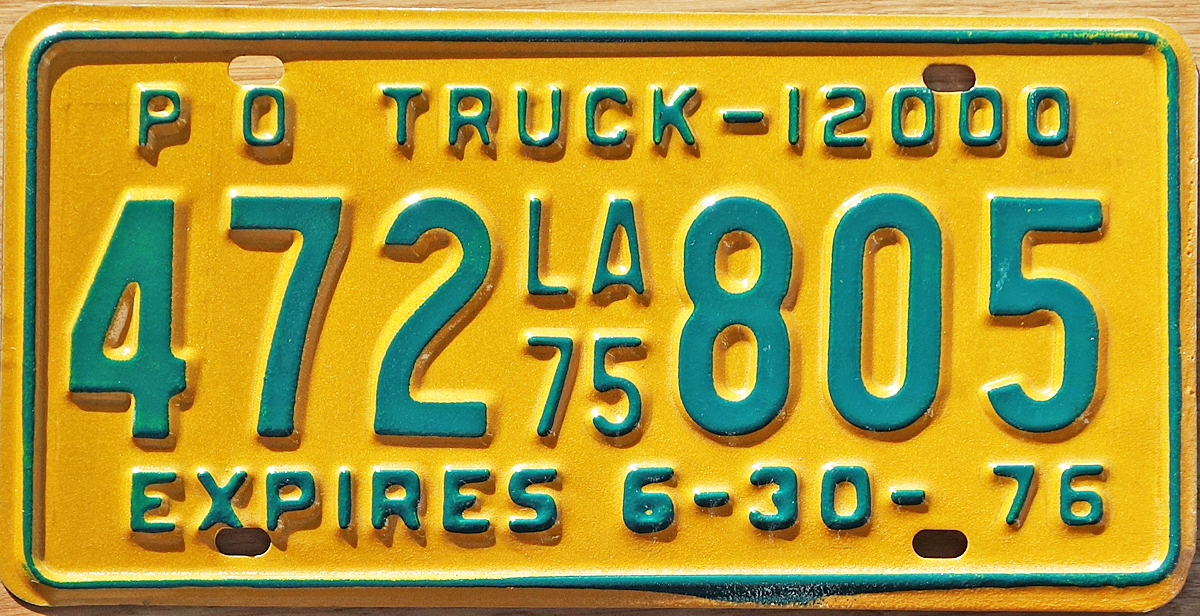 P O TRUCK-12000
472 LA 75 805
EXPIRES 6-30-76